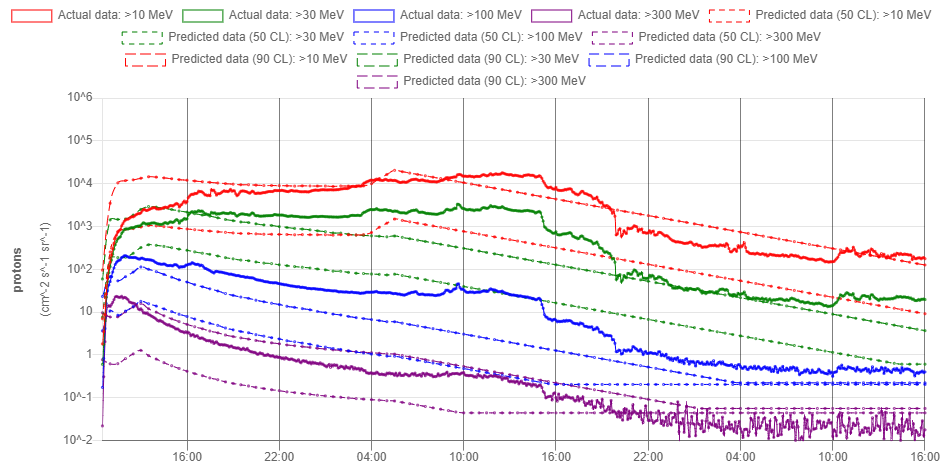 Actual data: >10 MeV Actual data: >30 MeV Actual data: >100 MeV Actual data: >300 MeV Predicted data (50 CL): >10 MeV
Predicted data (50 CL): >30 MeV Predicted data (50 CL): >100 MeV Predicted data (50 CL): >300 MeV
Predicted data (90 CL): >10 MeV Predicted data (90 CL): >30 MeV Predicted data (90 CL): >100 MeV
Predicted data (90 CL): >300 MeV
protons
(cm^-2 s^-1 sr^-1)
10^6
10^5
10^4
10^3
10^2
10
1
10^-1
10^-2
16:00 22:00 04:00 10:00 16:00 22:00 04:00 10:00 16:00